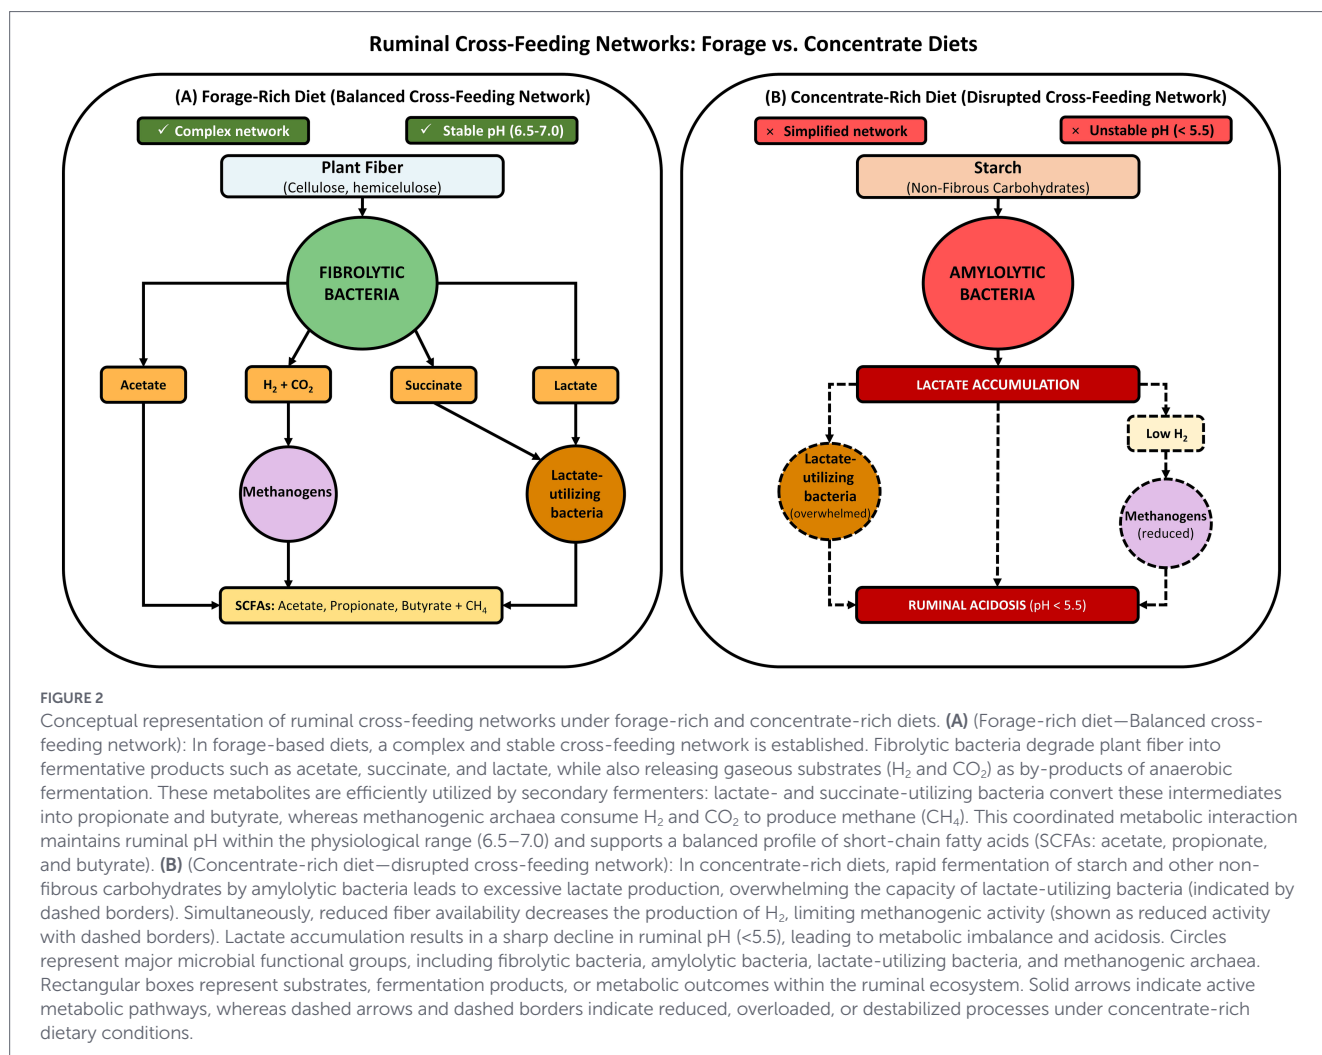 Ruminal Cross-Feeding Networks: Forage vs. Concentrate Diets
(A) Forage-Rich Diet (Balanced Cross-Feeding Network)
✓ Complex network
✓ Stable pH (6.5-7.0)
Plant Fiber
(Cellulose, hemicelulose)
FIBROLYTIC
BACTERIA
Acetate
H₂ + CO₂
Succinate
Lactate
Methanogens
Lactate-
utilizing
bacteria
SCFAs: Acetate, Propionate, Butyrate + CH₄
(B) Concentrate-Rich Diet (Disrupted Cross-Feeding Network)
× Simplified network
× Unstable pH (< 5.5)
Starch
(Non-Fibrous Carbohydrates)
AMYLOLYTIC
BACTERIA
LACTATE ACCUMULATION
Low H₂
Lactate-
utilizing
bacteria
(overwhelmed)
Methanogens
(reduced)
RUMINAL ACIDOSIS (pH < 5.5)
FIGURE 2
Conceptual representation of ruminal cross-feeding networks under forage-rich and concentrate-rich diets. (A) (Forage-rich diet—Balanced cross-
feeding network): In forage-based diets, a complex and stable cross-feeding network is established. Fibrolytic bacteria degrade plant fiber into
fermentative products such as acetate, succinate, and lactate, while also releasing gaseous substrates (H₂ and CO₂) as by-products of anaerobic
fermentation. These metabolites are efficiently utilized by secondary fermenters: lactate- and succinate-utilizing bacteria convert these intermediates
into propionate and butyrate, whereas methanogenic archaea consume H₂ and CO₂ to produce methane (CH₄). This coordinated metabolic interaction
maintains ruminal pH within the physiological range (6.5–7.0) and supports a balanced profile of short-chain fatty acids (SCFAs: acetate, propionate,
and butyrate). (B) (Concentrate-rich diet—disrupted cross-feeding network): In concentrate-rich diets, rapid fermentation of starch and other non-
fibrous carbohydrates by amylolytic bacteria leads to excessive lactate production, overwhelming the capacity of lactate-utilizing bacteria (indicated by
dashed borders). Simultaneously, reduced fiber availability decreases the production of H₂, limiting methanogenic activity (shown as reduced activity
with dashed borders). Lactate accumulation results in a sharp decline in ruminal pH (<5.5), leading to metabolic imbalance and acidosis. Circles
represent major microbial functional groups, including fibrolytic bacteria, amylolytic bacteria, lactate-utilizing bacteria, and methanogenic archaea.
Rectangular boxes represent substrates, fermentation products, or metabolic outcomes within the ruminal ecosystem. Solid arrows indicate active
metabolic pathways, whereas dashed arrows and dashed borders indicate reduced, overloaded, or destabilized processes under concentrate-rich
dietary conditions.